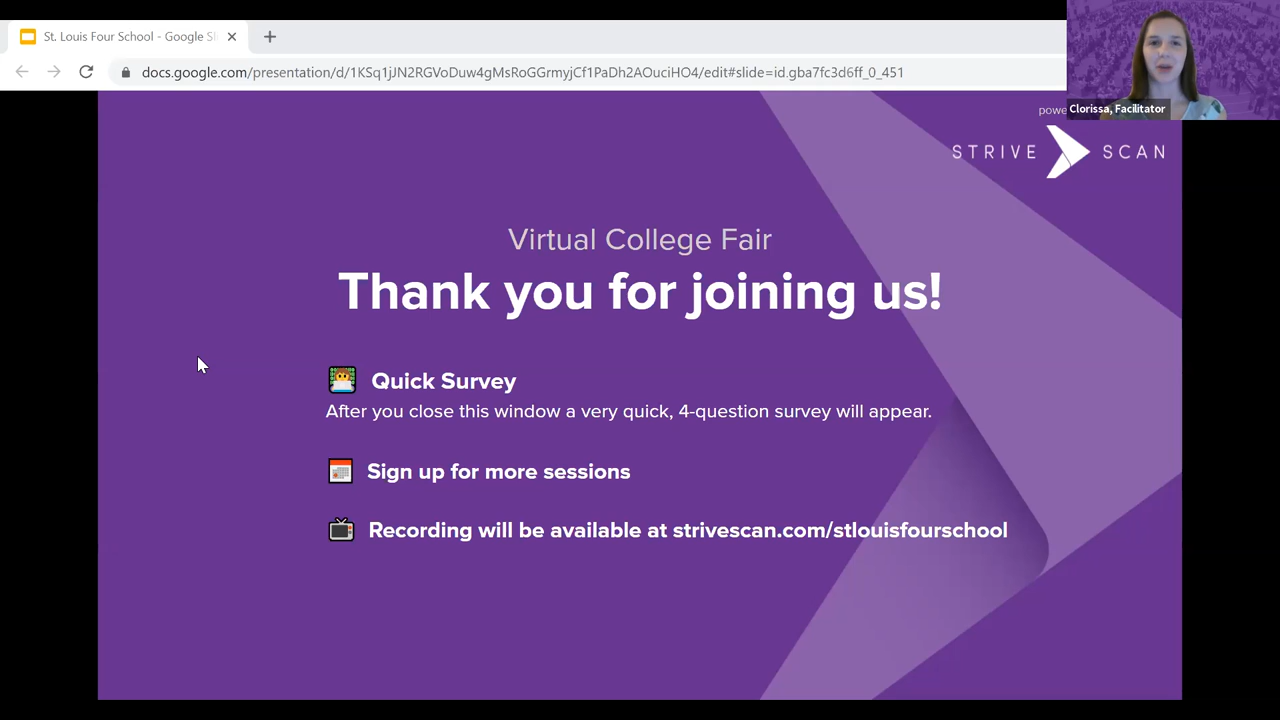 St. Louis Four School - Google Sl
docs.google.com/presentation/d/1KSq1jJN2RGVoDuw4gMsRoGGrmyjCf1PaDh2AOuciHO4/edit#slide=id.gba7fc3d6ff_0_451
Clorissa, Facilitator
STRIVE SCAN
Virtual College Fair
Thank you for joining us!
Quick Survey
After you close this window a very quick, 4-question survey will appear.
Sign up for more sessions
Recording will be available at strivescan.com/stlouisfourschool